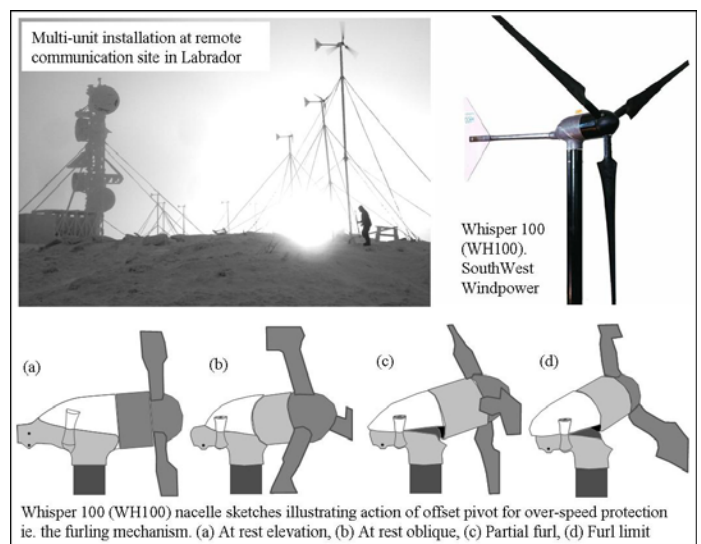 Multi-unit installation at remote
communication site in Labrador
Whisper 100
(WH100).
SouthWest
Windpower
(a)
(b)
(c)
(d)
Whisper 100 (WH100) nacelle sketches illustrating action of offset pivot for over-speed protection
ie. the furling mechanism. (a) At rest elevation, (b) At rest oblique, (c) Partial furl, (d) Furl limit